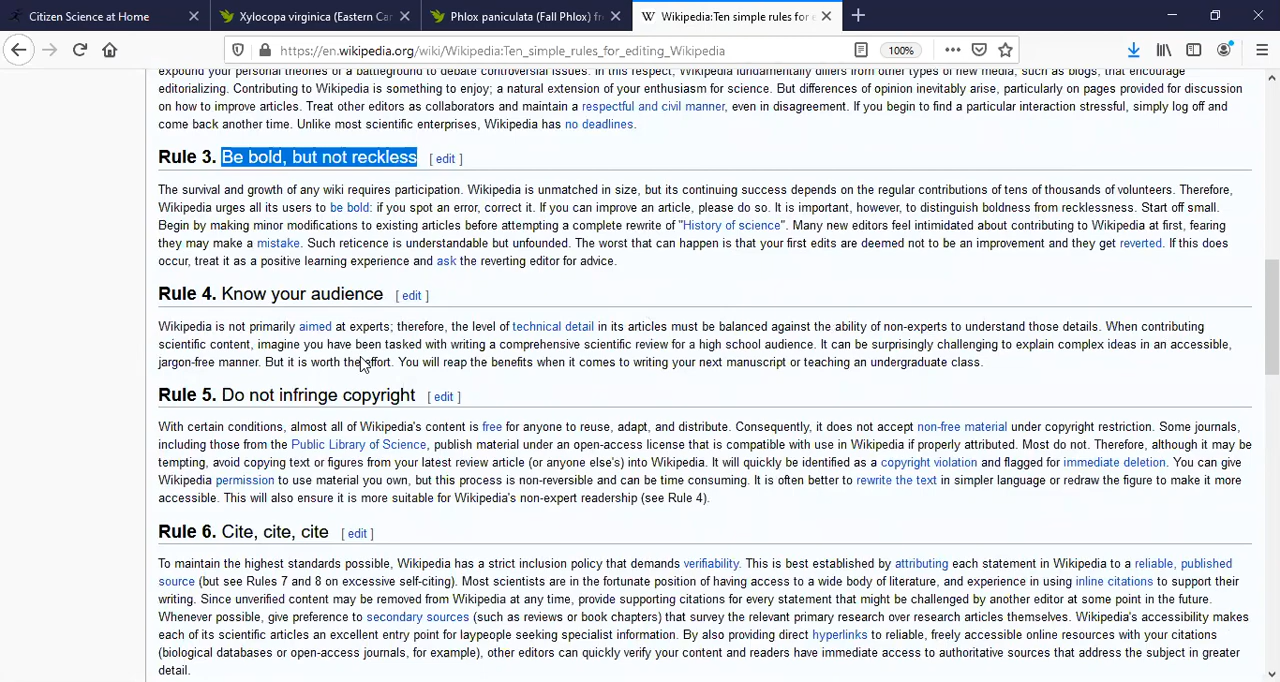 Citizen Science at Home
Xylocopa virginica (Eastern Car
Phlox paniculata (Fall Phlox) fr
Wikipedia:Ten simple rules for e
https://en.wikipedia.org/wiki/Wikipedia:Ten_simple_rules_for_editing_Wikipedia
100%
expound your personal theories or a battleground to debate controversial issues. In this respect, Wikipedia fundamentally differs from other types of new media, such as blogs, that encourage
editorializing. Contributing to Wikipedia is something to enjoy; a natural extension of your enthusiasm for science. But differences of opinion inevitably arise, particularly on pages provided for discussion
on how to improve articles. Treat other editors as collaborators and maintain a respectful and civil manner, even in disagreement. If you begin to find a particular interaction stressful, simply log off and
come back another time. Unlike most scientific enterprises, Wikipedia has no deadlines.
Rule 3. Be bold, but not reckless [ edit ]
The survival and growth of any wiki requires participation. Wikipedia is unmatched in size, but its continuing success depends on the regular contributions of tens of thousands of volunteers. Therefore,
Wikipedia urges all its users to be bold: if you spot an error, correct it. If you can improve an article, please do so. It is important, however, to distinguish boldness from recklessness. Start off small.
Begin by making minor modifications to existing articles before attempting a complete rewrite of "History of science". Many new editors feel intimidated about contributing to Wikipedia at first, fearing
they may make a mistake. Such reticence is understandable but unfounded. The worst that can happen is that your first edits are deemed not to be an improvement and they get reverted. If this does
occur, treat it as a positive learning experience and ask the reverting editor for advice.
Rule 4. Know your audience [ edit ]
Wikipedia is not primarily aimed at experts; therefore, the level of technical detail in its articles must be balanced against the ability of non-experts to understand those details. When contributing
scientific content, imagine you have been tasked with writing a comprehensive scientific review for a high school audience. It can be surprisingly challenging to explain complex ideas in an accessible,
jargon-free manner. But it is worth the effort. You will reap the benefits when it comes to writing your next manuscript or teaching an undergraduate class.
Rule 5. Do not infringe copyright [ edit ]
With certain conditions, almost all of Wikipedia's content is free for anyone to reuse, adapt, and distribute. Consequently, it does not accept non-free material under copyright restriction. Some journals,
including those from the Public Library of Science, publish material under an open-access license that is compatible with use in Wikipedia if properly attributed. Most do not. Therefore, although it may be
tempting, avoid copying text or figures from your latest review article (or anyone else's) into Wikipedia. It will quickly be identified as a copyright violation and flagged for immediate deletion. You can give
Wikipedia permission to use material you own, but this process is non-reversible and can be time consuming. It is often better to rewrite the text in simpler language or redraw the figure to make it more
accessible. This will also ensure it is more suitable for Wikipedia's non-expert readership (see Rule 4).
Rule 6. Cite, cite, cite [ edit ]
To maintain the highest standards possible, Wikipedia has a strict inclusion policy that demands verifiability. This is best established by attributing each statement in Wikipedia to a reliable, published
source (but see Rules 7 and 8 on excessive self-citing). Most scientists are in the fortunate position of having access to a wide body of literature, and experience in using inline citations to support their
writing. Since unverified content may be removed from Wikipedia at any time, provide supporting citations for every statement that might be challenged by another editor at some point in the future.
Whenever possible, give preference to secondary sources (such as reviews or book chapters) that survey the relevant primary research over research articles themselves. Wikipedia's accessibility makes
each of its scientific articles an excellent entry point for laypeople seeking specialist information. By also providing direct hyperlinks to reliable, freely accessible online resources with your citations
(biological databases or open-access journals, for example), other editors can quickly verify your content and readers have immediate access to authoritative sources that address the subject in greater
detail.